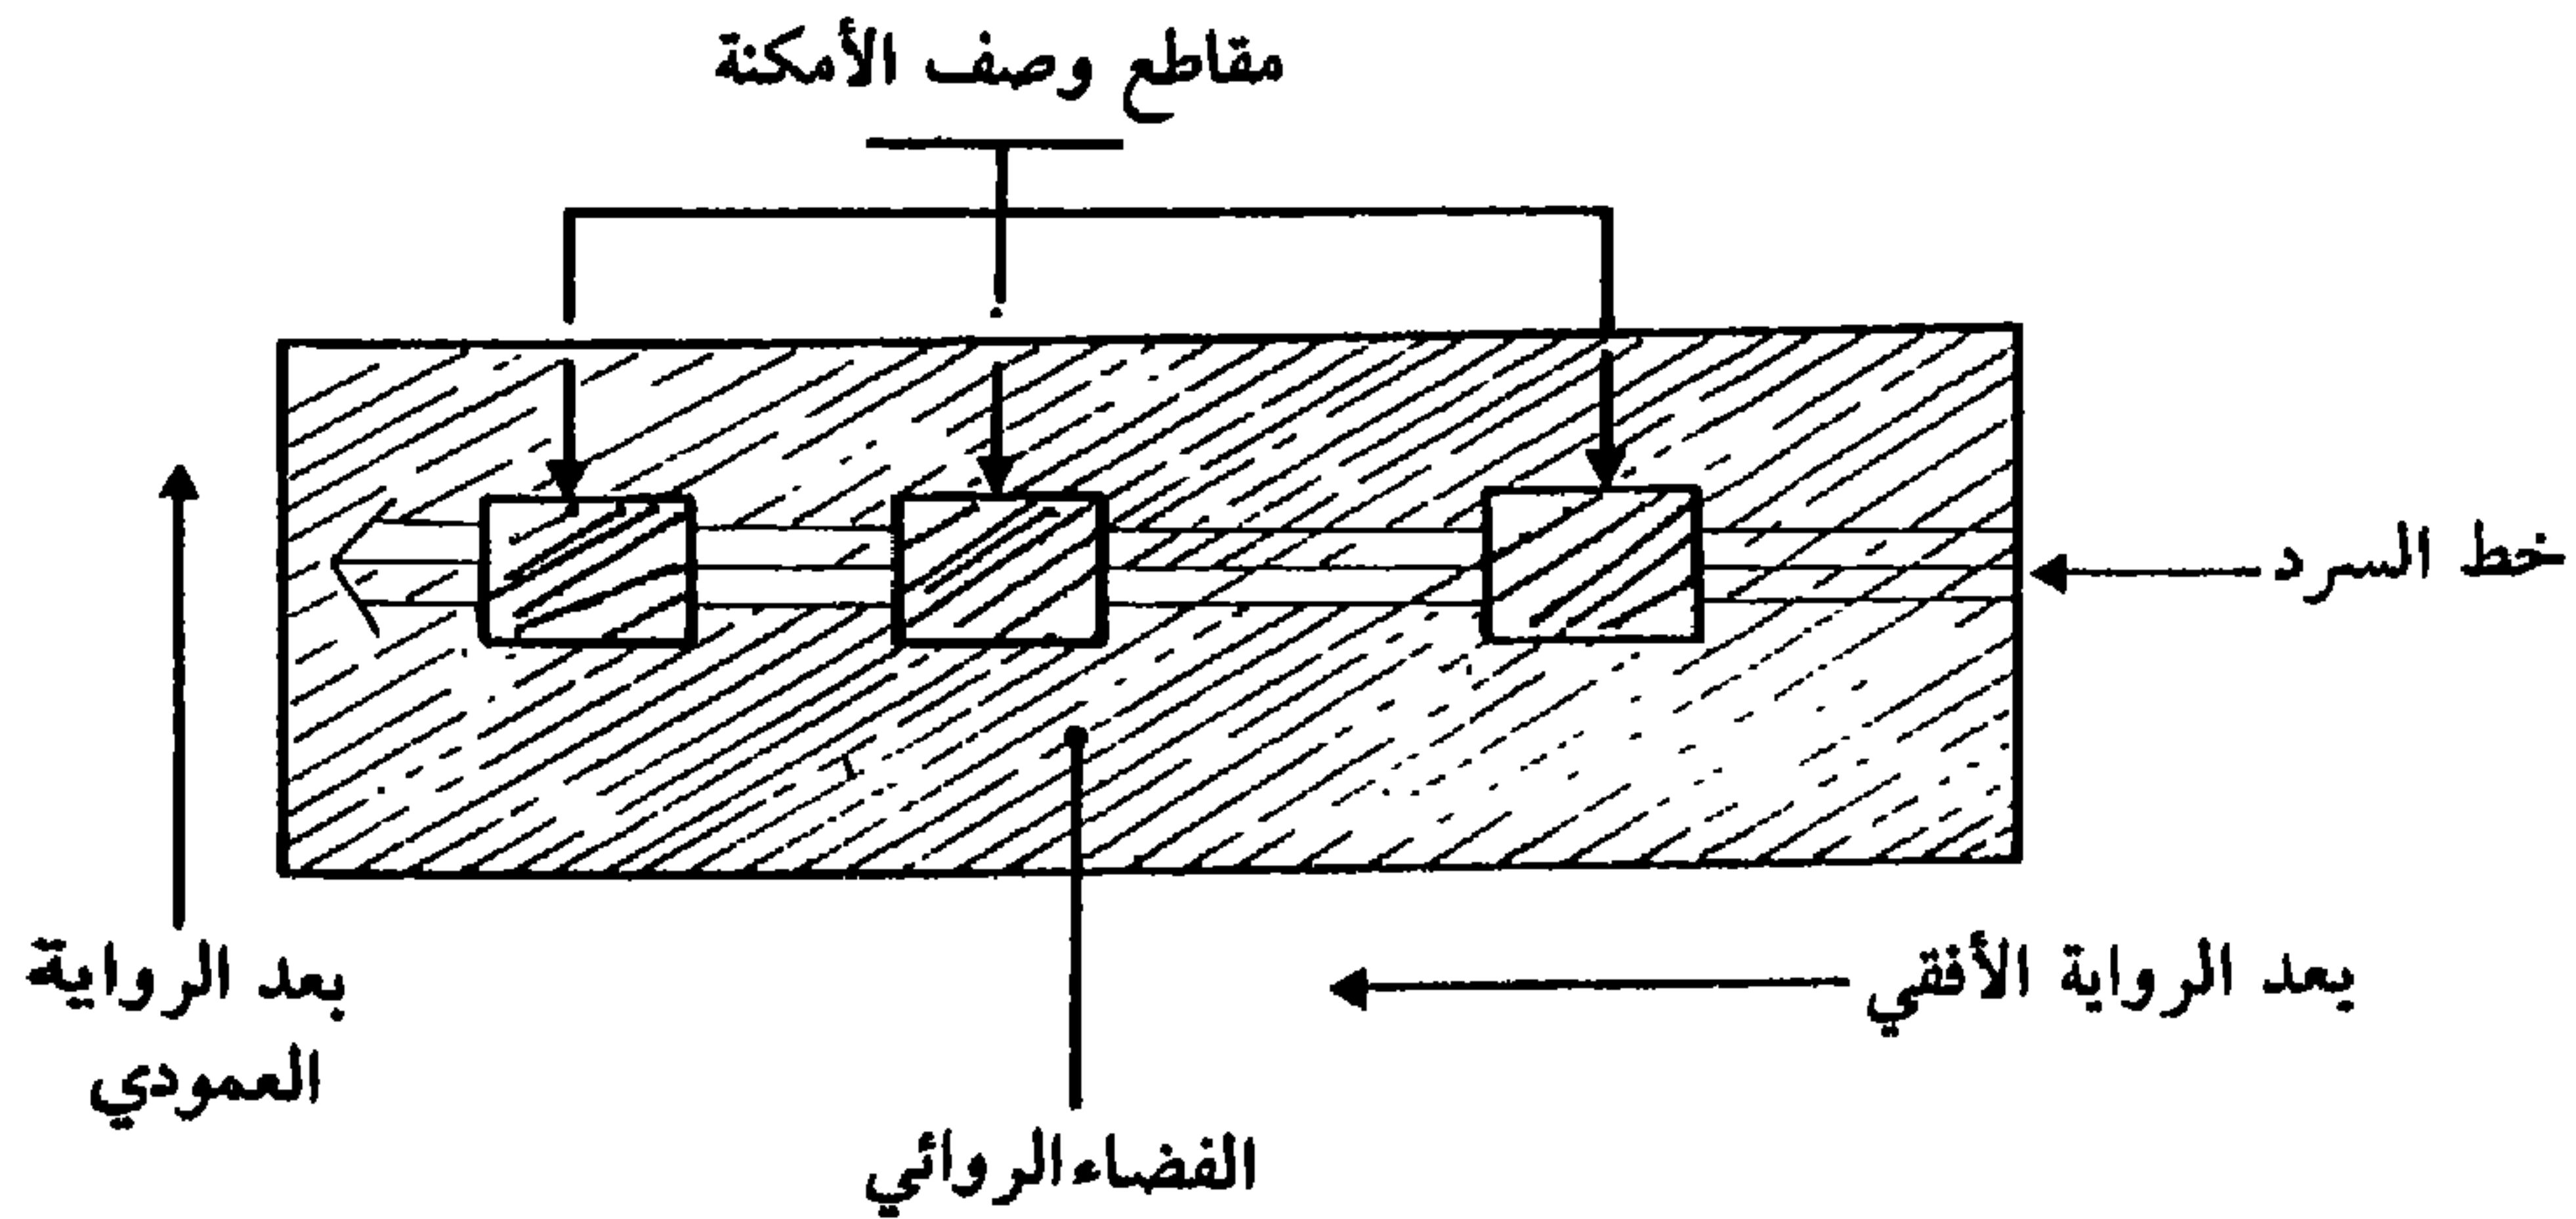 مقاطع وصف الأمكنة
خط السرد
بعد الرواية الأفقي
بعد الرواية
العمودي
الفضاء الروائي